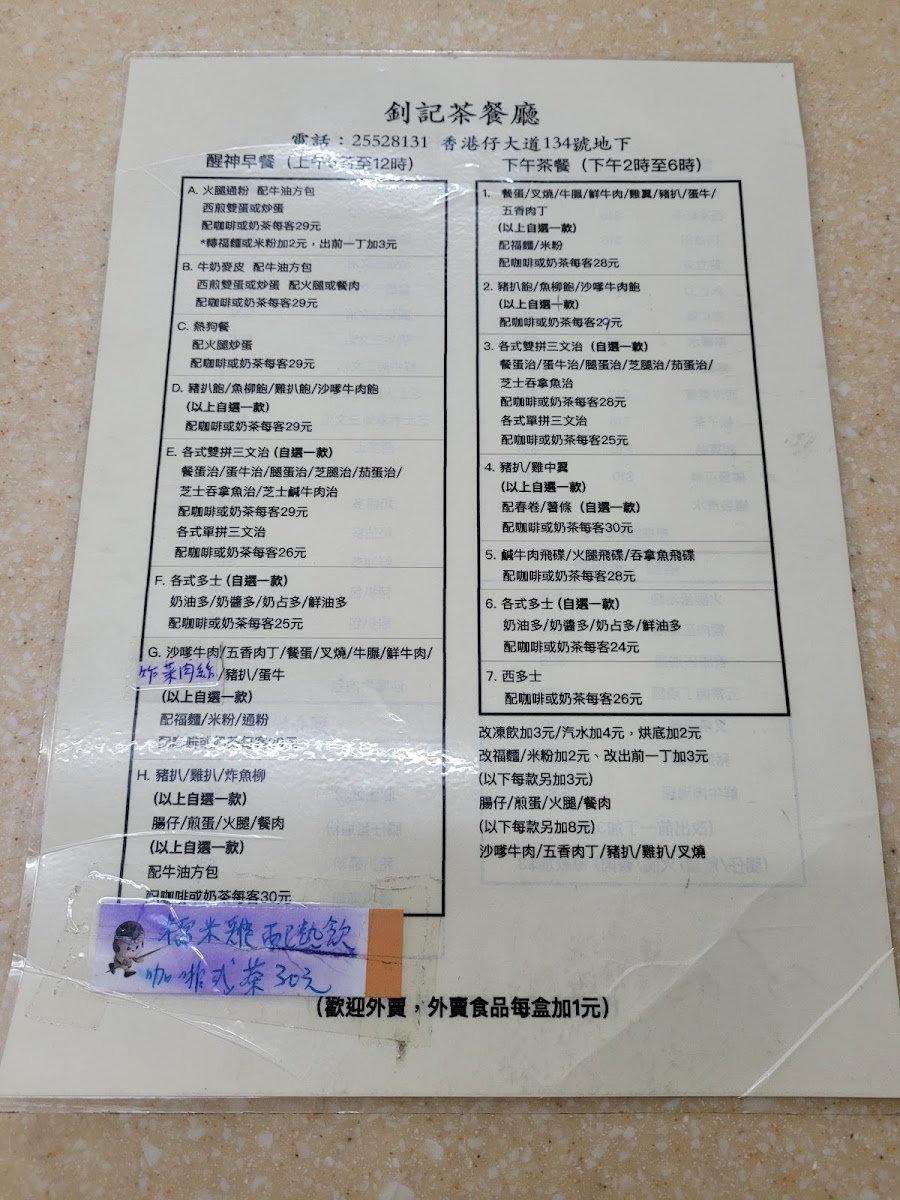 釗記茶餐廳
電話：25528131 香港仔大道134號地下
醒神早餐（上午 至12時）
A. 火腿通粉 配牛油方包
西煎雙蛋或炒蛋
配咖啡或奶茶每客29元
*轉福麵或米粉加2元，出前一丁加3元
B. 牛奶麥皮 配牛油方包
西煎雙蛋或炒蛋 配火腿或餐肉
配咖啡或奶茶每客29元
C. 熱狗餐
配火腿炒蛋
配咖啡或奶茶每客29元
D. 豬扒飽/魚柳飽/雞扒飽/沙嗲牛肉飽
(以上自選一款)
配咖啡或奶茶每客29元
E. 各式雙拼三文治 (自選一款)
餐蛋治/蛋牛治/腿蛋治/芝腿治/茄蛋治/
芝士吞拿魚治/芝士鹹牛肉治
配咖啡或奶茶每客29元
各式單拼三文治
配咖啡或奶茶每客26元
F. 各式多士 (自選一款)
奶油多/奶醬多/奶占多/鮮油多
配咖啡或奶茶每客25元
G. 沙嗲牛肉/五香肉丁/餐蛋/叉燒/牛脹/鮮牛肉/
炸菜肉絲/豬扒/蛋牛
(以上自選一款)
配福麵/米粉/通粉
配咖啡或奶茶每客 元
H. 豬扒/雞扒/炸魚柳
(以上自選一款)
腸仔/煎蛋/火腿/餐肉
(以上自選一款)
配牛油方包
配咖啡或奶茶每客30元
糯米雞配熱飲
咖啡或茶30元
下午茶餐（下午2時至6時）
1. 餐蛋/叉燒/牛脹/鮮牛肉/雞翼/豬扒/蛋牛/
五香肉丁
(以上自選一款)
配福麵/米粉
配咖啡或奶茶每客28元
2. 豬扒飽/魚柳飽/沙嗲牛肉飽
(以上自選一款)
配咖啡或奶茶每客29元
3. 各式雙拼三文治 (自選一款)
餐蛋治/蛋牛治/腿蛋治/芝腿治/茄蛋治/
芝士吞拿魚治
配咖啡或奶茶每客28元
各式單拼三文治
配咖啡或奶茶每客25元
4. 豬扒/雞中翼
(以上自選一款)
配春卷/薯條 (自選一款)
配咖啡或奶茶每客30元
5. 鹹牛肉飛碟/火腿飛碟/吞拿魚飛碟
配咖啡或奶茶每客28元
6. 各式多士 (自選一款)
奶油多/奶醬多/奶占多/鮮油多
配咖啡或奶茶每客24元
7. 西多士
配咖啡或奶茶每客26元
改凍飲加3元/汽水加4元，烘底加2元
改福麵/米粉加2元、改出前一丁加3元
(以下每款另加3元)
腸仔/煎蛋/火腿/餐肉
(以下每款另加8元)
沙嗲牛肉/五香肉丁/豬扒/雞扒/叉燒
(歡迎外賣，外賣食品每盒加1元)